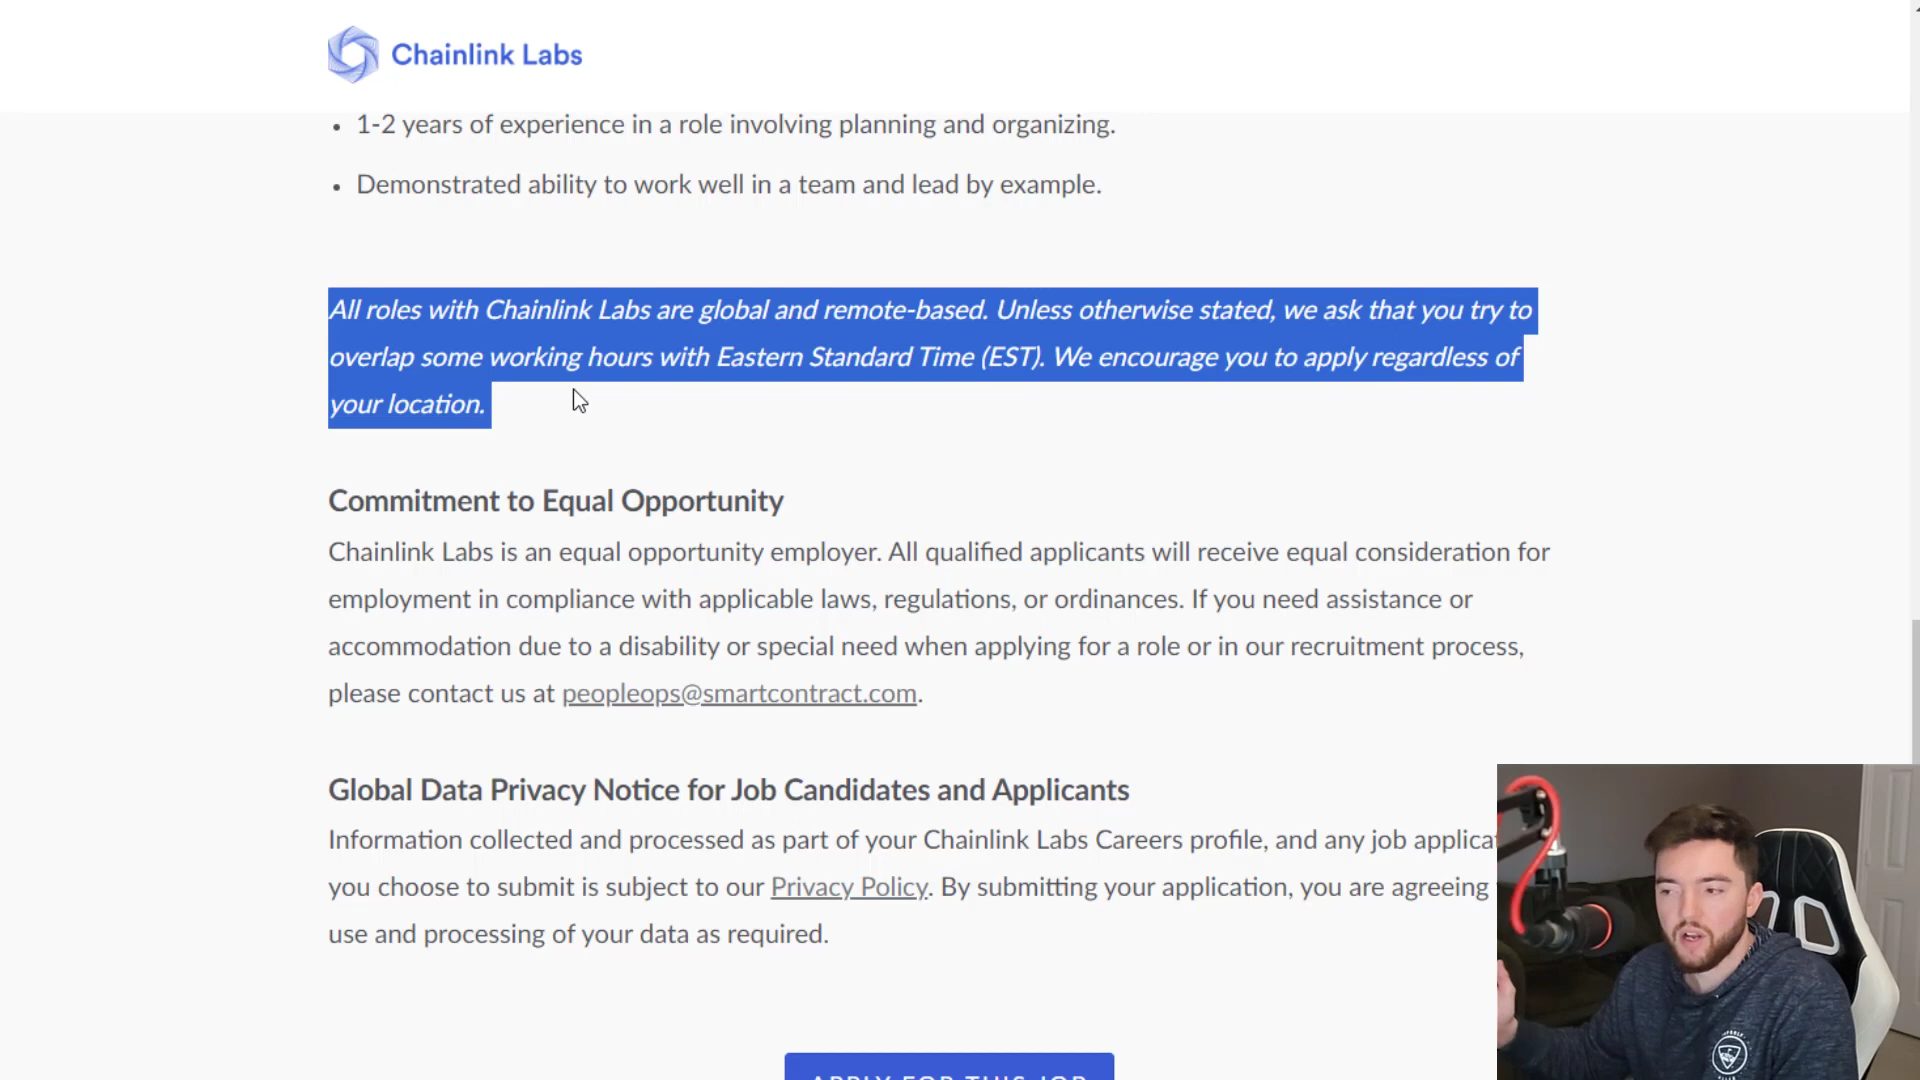 Chainlink Labs
• 1-2 years of experience in a role involving planning and organizing.
• Demonstrated ability to work well in a team and lead by example.
All roles with Chainlink Labs are global and remote-based. Unless otherwise stated, we ask that you try to
overlap some working hours with Eastern Standard Time (EST). We encourage you to apply regardless of
your location.
Commitment to Equal Opportunity
Chainlink Labs is an equal opportunity employer. All qualified applicants will receive equal consideration for
employment in compliance with applicable laws, regulations, or ordinances. If you need assistance or
accommodation due to a disability or special need when applying for a role or in our recruitment process,
please contact us at peopleops@smartcontract.com.
Global Data Privacy Notice for Job Candidates and Applicants
Information collected and processed as part of your Chainlink Labs Careers profile, and any job applicat
you choose to submit is subject to our Privacy Policy. By submitting your application, you are agreeing
use and processing of your data as required.
APPLY FOR THIS JOB